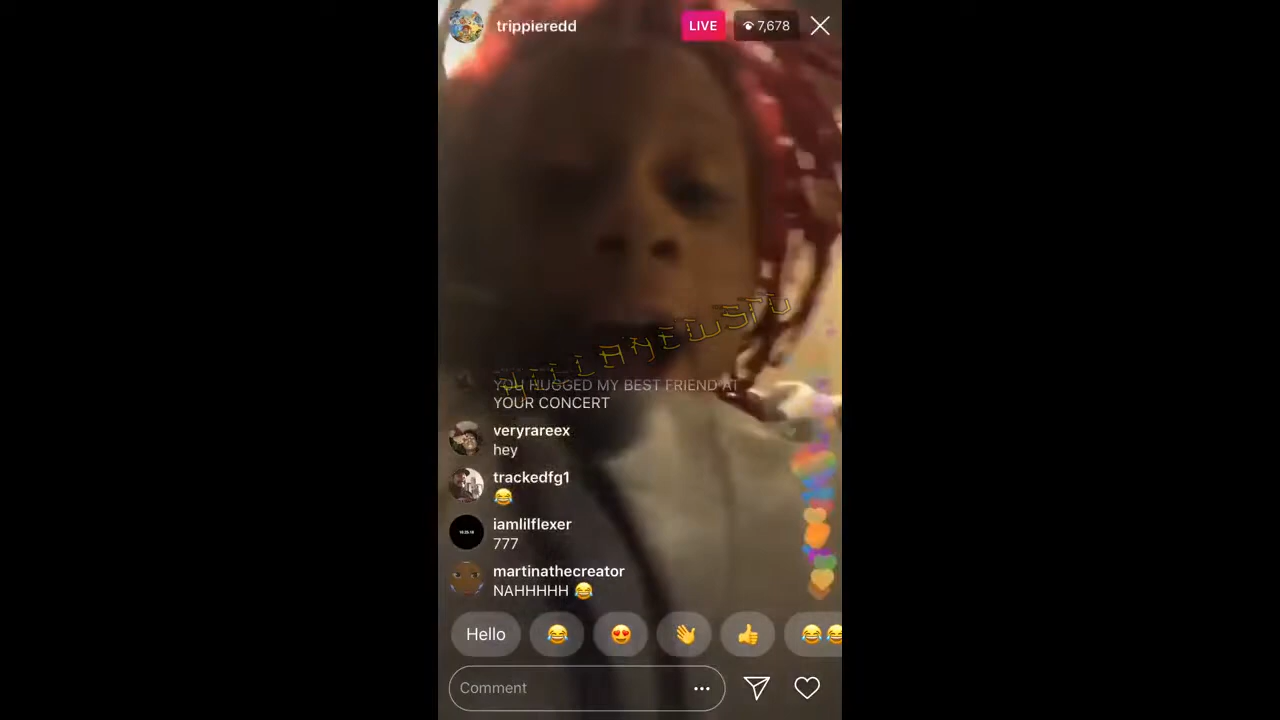 trippieredd
LIVE
7,678
YOU HUGGED MY BEST FRIEND AT
YOUR CONCERT
veryrareex
hey
trackedfg1
😂
iamlilflexer
777
martinathecreator
NAHHHHH 😂
Hello
Comment